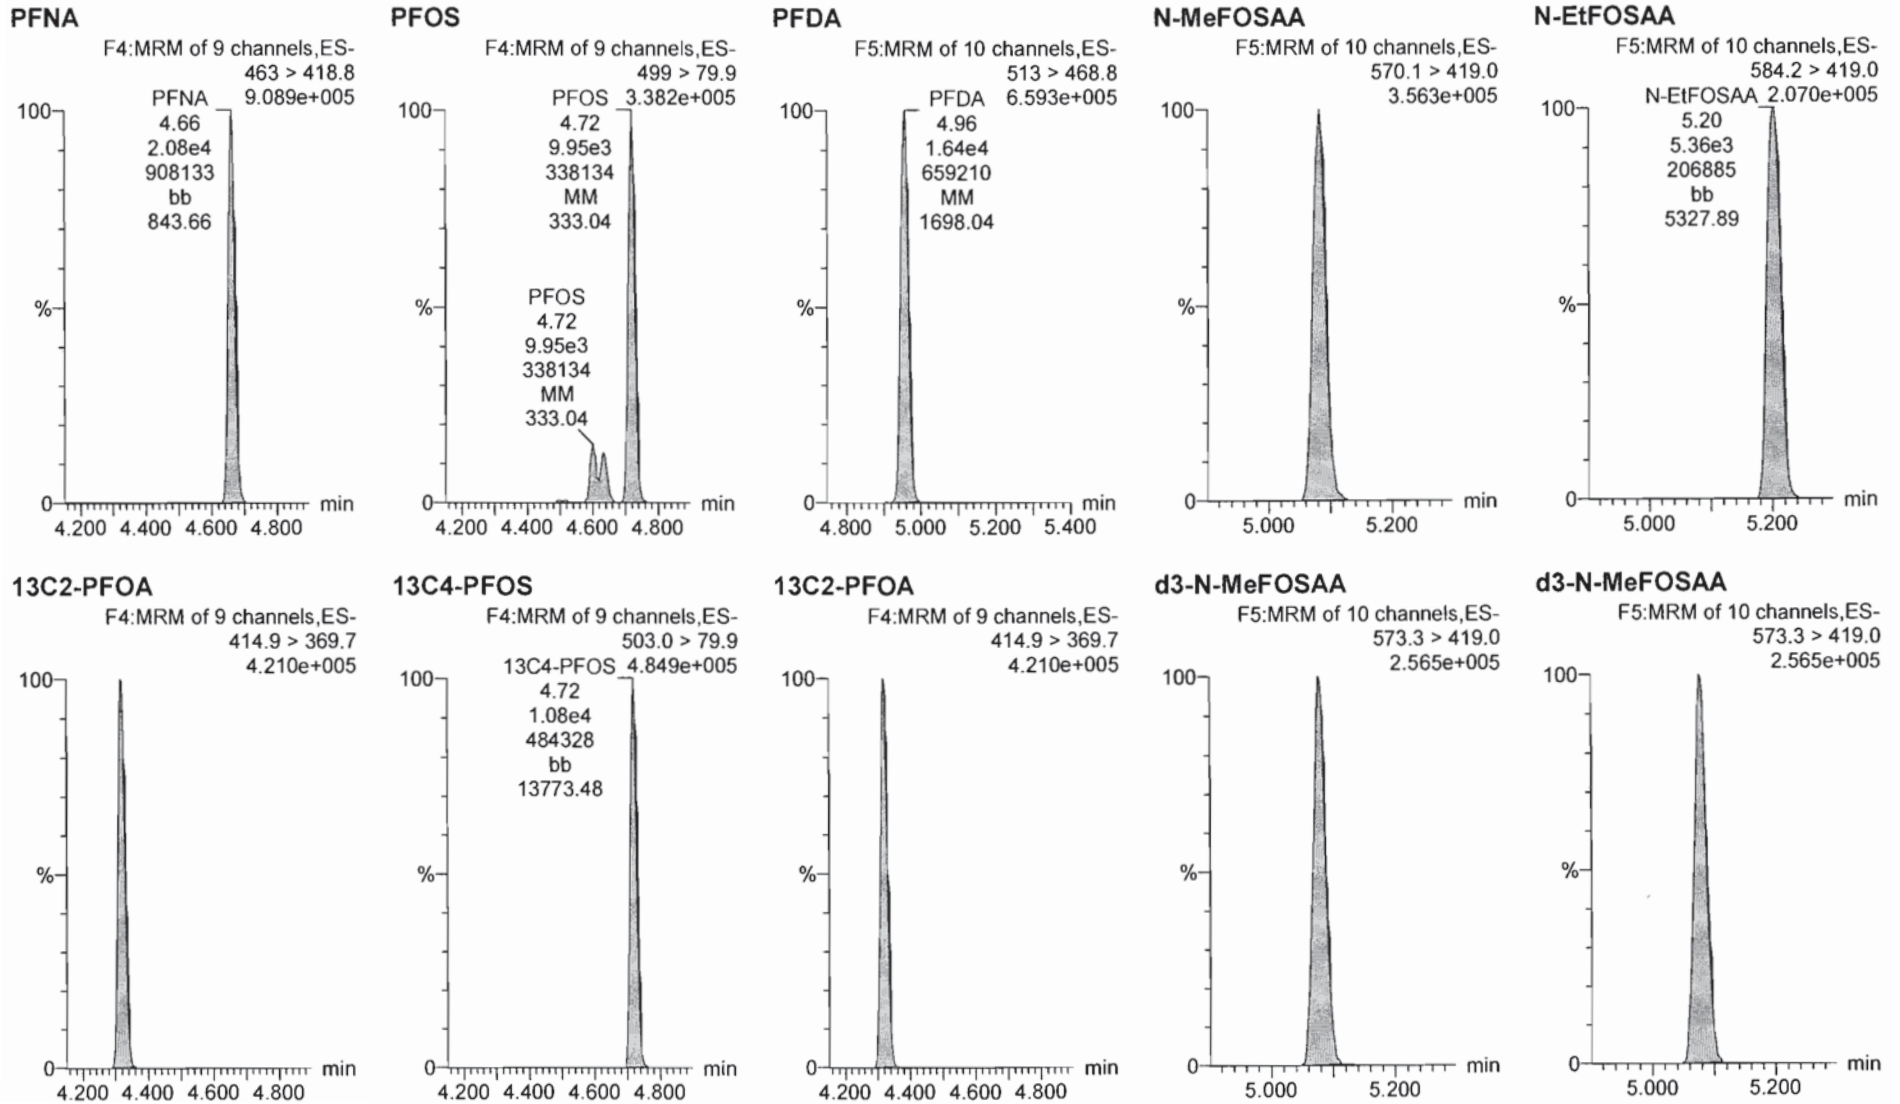 PFNA
F4:MRM of 9 channels,ES-
463 > 418.8
9.089e+005
PFNA
4.66
2.08e4
908133
bb
843.66
100
%
0
min
4.200 4.400 4.600 4.800
PFOS
F4:MRM of 9 channels,ES-
499 > 79.9
3.382e+005
PFOS
4.72
9.95e3
338134
MM
333.04
PFOS
4.72
9.95e3
338134
MM
333.04
100
%
0
min
4.200 4.400 4.600 4.800
PFDA
F5:MRM of 10 channels,ES-
513 > 468.8
6.593e+005
PFDA
4.96
1.64e4
659210
MM
1698.04
100
%
0
min
4.800 5.000 5.200 5.400
N-MeFOSAA
F5:MRM of 10 channels,ES-
570.1 > 419.0
3.563e+005
100
%
0
min
5.000 5.200
N-EtFOSAA
F5:MRM of 10 channels,ES-
584.2 > 419.0
2.070e+005
N-EtFOSAA
5.20
5.36e3
206885
bb
5327.89
100
%
0
min
5.000 5.200
13C2-PFOA
F4:MRM of 9 channels,ES-
414.9 > 369.7
4.210e+005
100
%
0
min
4.200 4.400 4.600 4.800
13C4-PFOS
F4:MRM of 9 channels,ES-
503.0 > 79.9
4.849e+005
13C4-PFOS
4.72
1.08e4
484328
bb
13773.48
100
%
0
min
4.200 4.400 4.600 4.800
13C2-PFOA
F4:MRM of 9 channels,ES-
414.9 > 369.7
4.210e+005
100
%
0
min
4.200 4.400 4.600 4.800
d3-N-MeFOSAA
F5:MRM of 10 channels,ES-
573.3 > 419.0
2.565e+005
100
%
0
min
5.000 5.200
d3-N-MeFOSAA
F5:MRM of 10 channels,ES-
573.3 > 419.0
2.565e+005
100
%
0
min
5.000 5.200